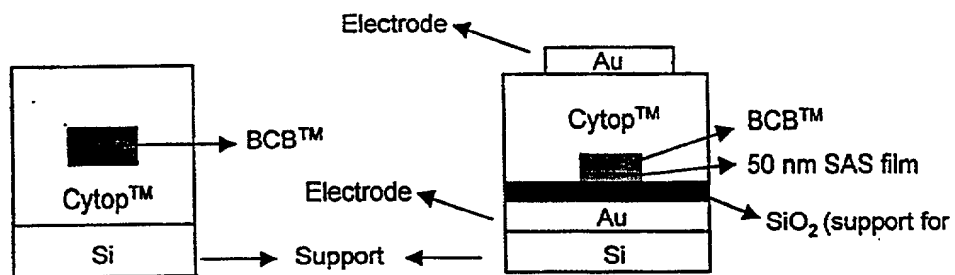 Electrode
Au
Cytop™
BCB™
BCB™
50 nm SAS film
Cytop™
Electrode
SiO₂ (support for
Au
Si
Support
Si